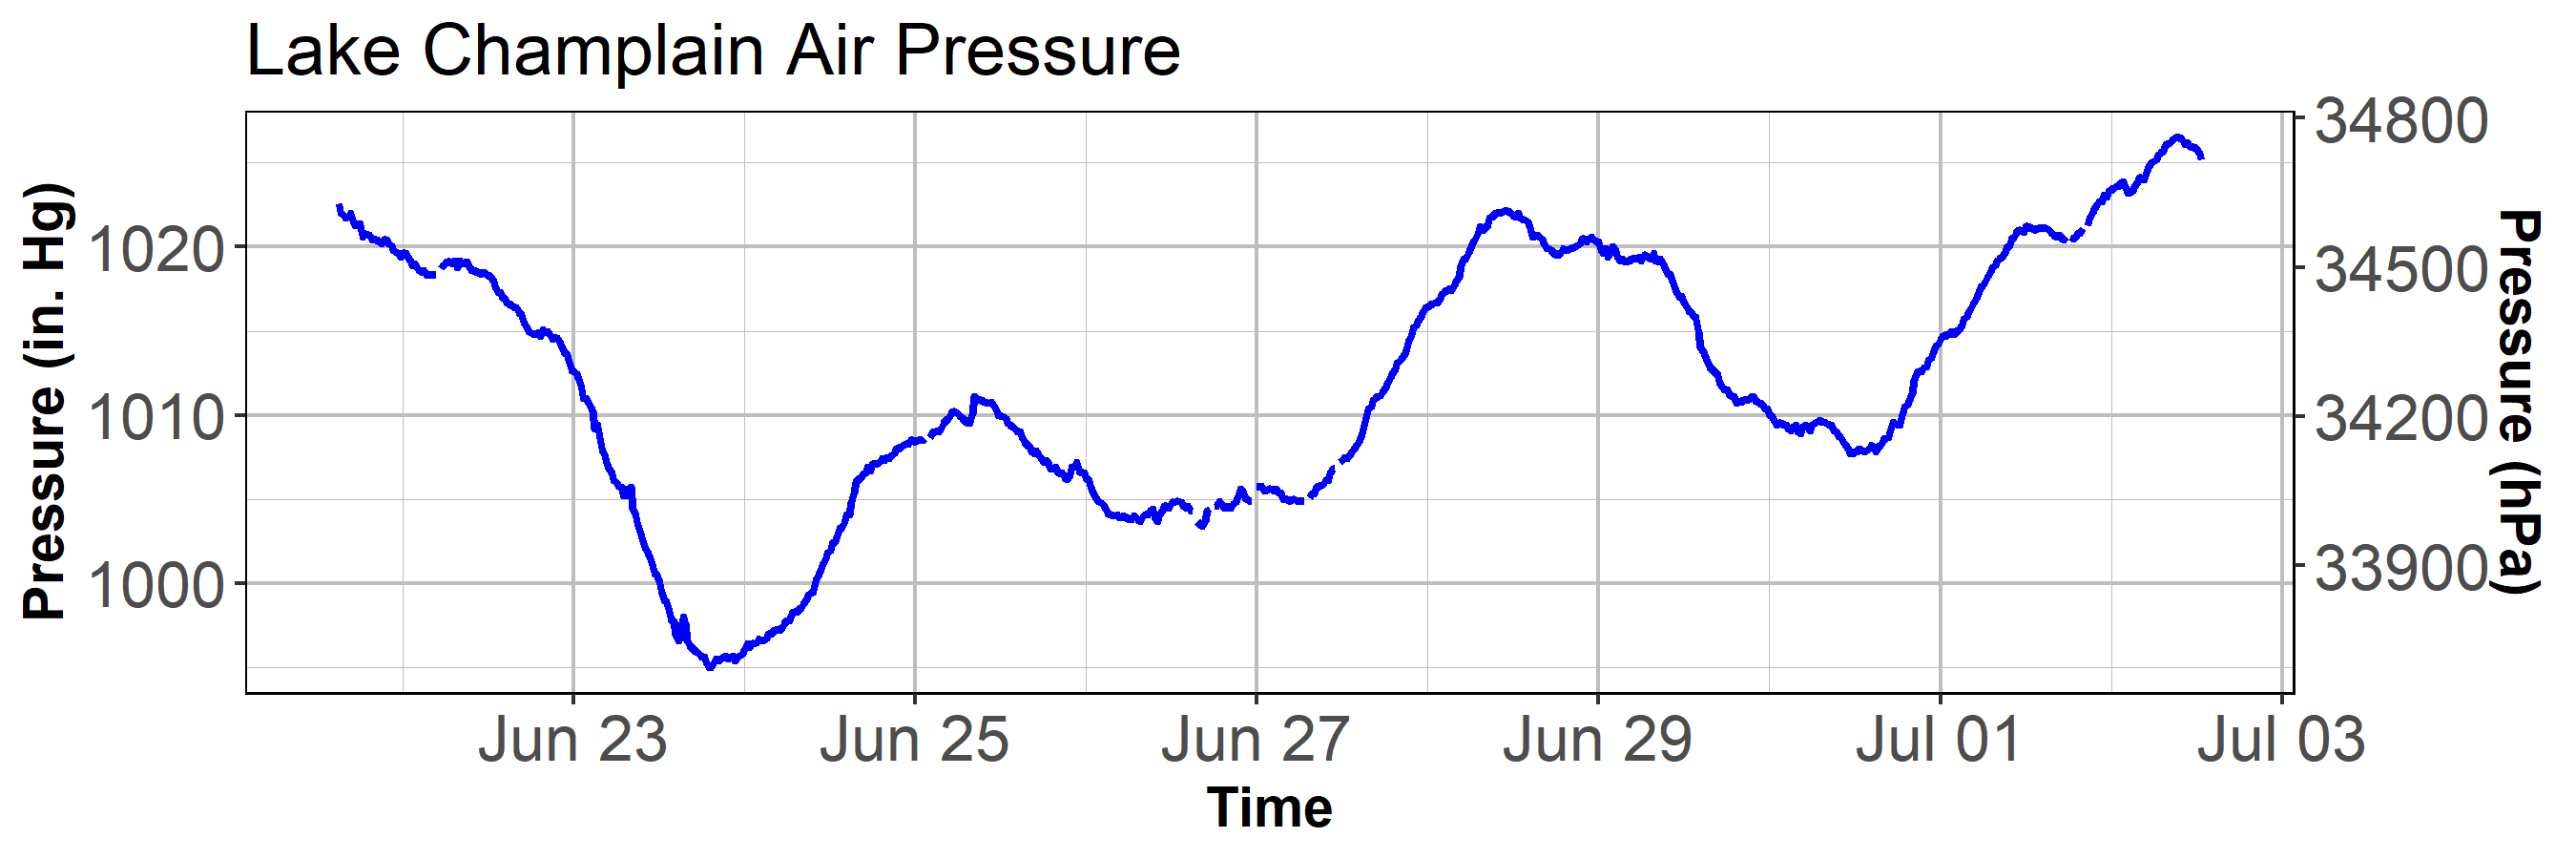 Lake Champlain Air Pressure
Pressure (in. Hg)
1020
1010
1000
34800
34500
34200
33900
Pressure (hPa)
Jun 23 Jun 25 Jun 27 Jun 29 Jul 01 Jul 03
Time